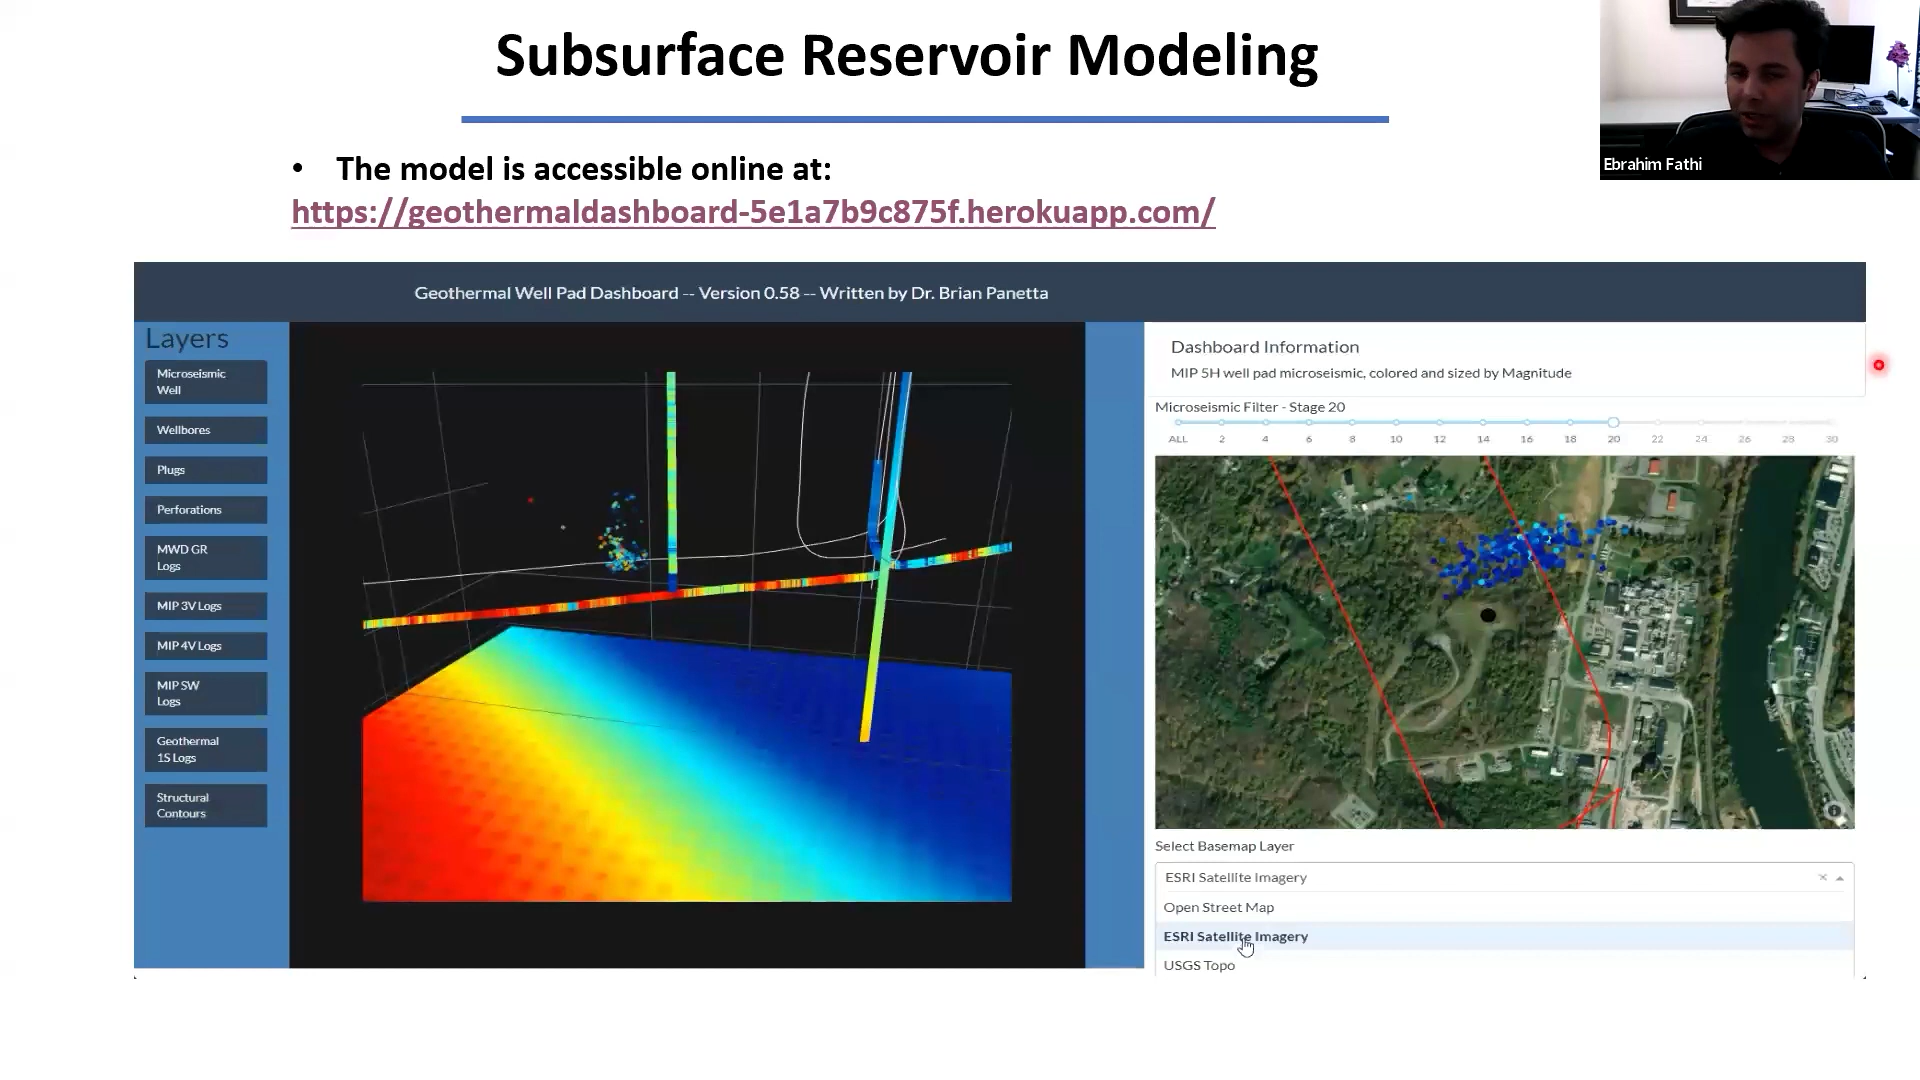 Subsurface Reservoir Modeling
Ebrahim Fathi
• The model is accessible online at:
https://geothermaldashboard-5e1a7b9c875f.herokuapp.com/
Geothermal Well Pad Dashboard -- Version 0.58 -- Written by Dr. Brian Panetta
Layers
Microseismic
Well
Wellbores
Plugs
Perforations
MWD GR
Logs
MIP 3V Logs
MIP 4V Logs
MIP SW
Logs
Geothermal
1S Logs
Structural
Contours
Dashboard Information
MIP 5H well pad microseismic, colored and sized by Magnitude
Microseismic Filter - Stage 20
ALL 2 4 6 8 10 12 14 16 18 20 22 24 26 28 30
Select Basemap Layer
ESRI Satellite Imagery
Open Street Map
ESRI Satellite Imagery
USGS Topo